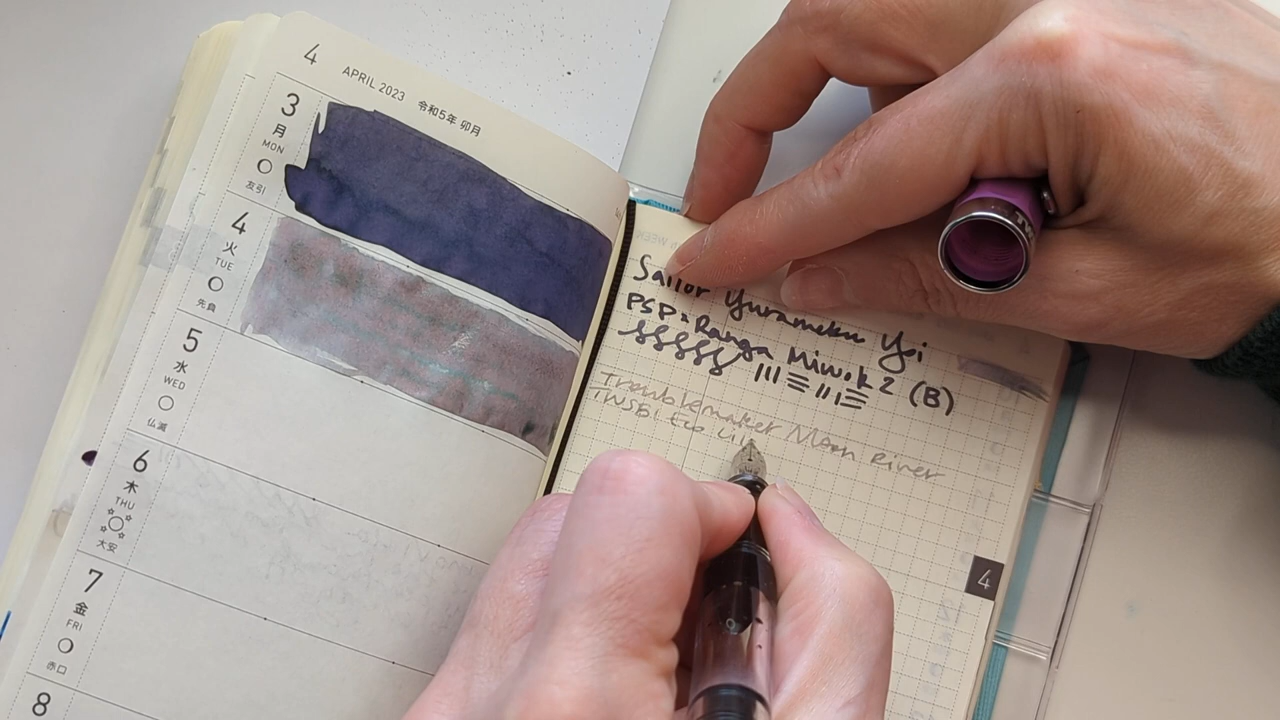 4 APRIL 2023 令和5年 卯月
3
月
MON
友引
4
火
TUE
先負
5
水
WED
仏滅
6
木
THU
大安
7
金
FRI
赤口
8
Sailor Yurameku Yoi
PSP: Ranga Miwok 2 (B)
Troublemaker Moon River
TWSBI Eco
4